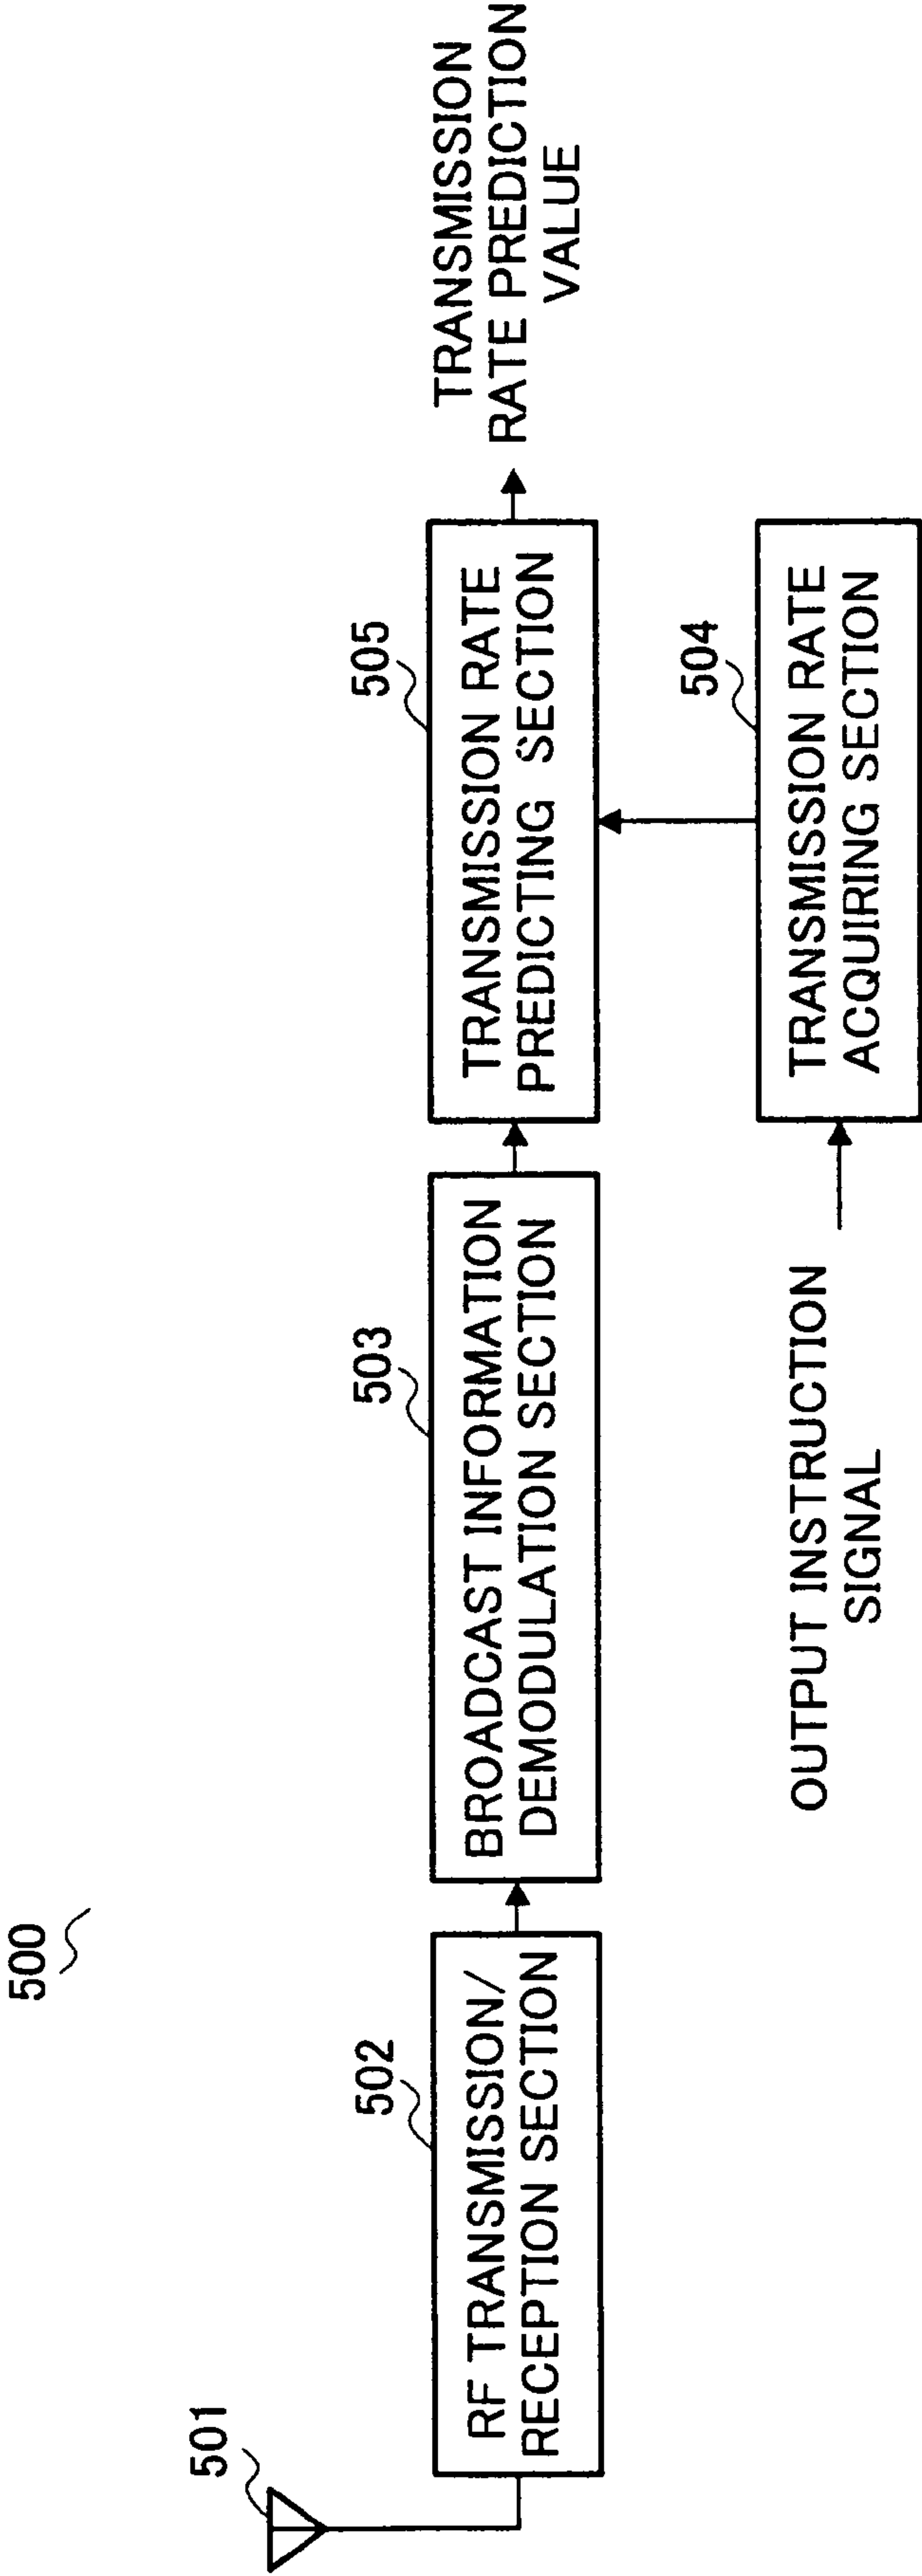 500
501
502
RF TRANSMISSION/
RECEPTION SECTION
503
BROADCAST INFORMATION
DEMODULATION SECTION
505
TRANSMISSION RATE
PREDICTING SECTION
TRANSMISSION
RATE PREDICTION
VALUE
OUTPUT INSTRUCTION
SIGNAL
504
TRANSMISSION RATE
ACQUIRING SECTION